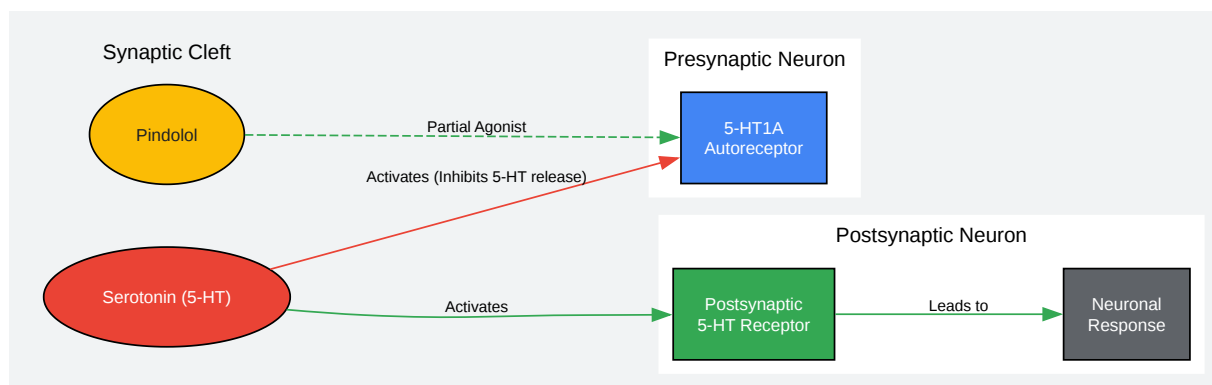 Synaptic Cleft
Presynaptic Neuron
Pindolol
Partial Agonist
5-HT1A
Autoreceptor
Activates (Inhibits 5-HT release)
Postsynaptic Neuron
Serotonin (5-HT)
Activates
Postsynaptic
5-HT Receptor
Leads to
Neuronal
Response